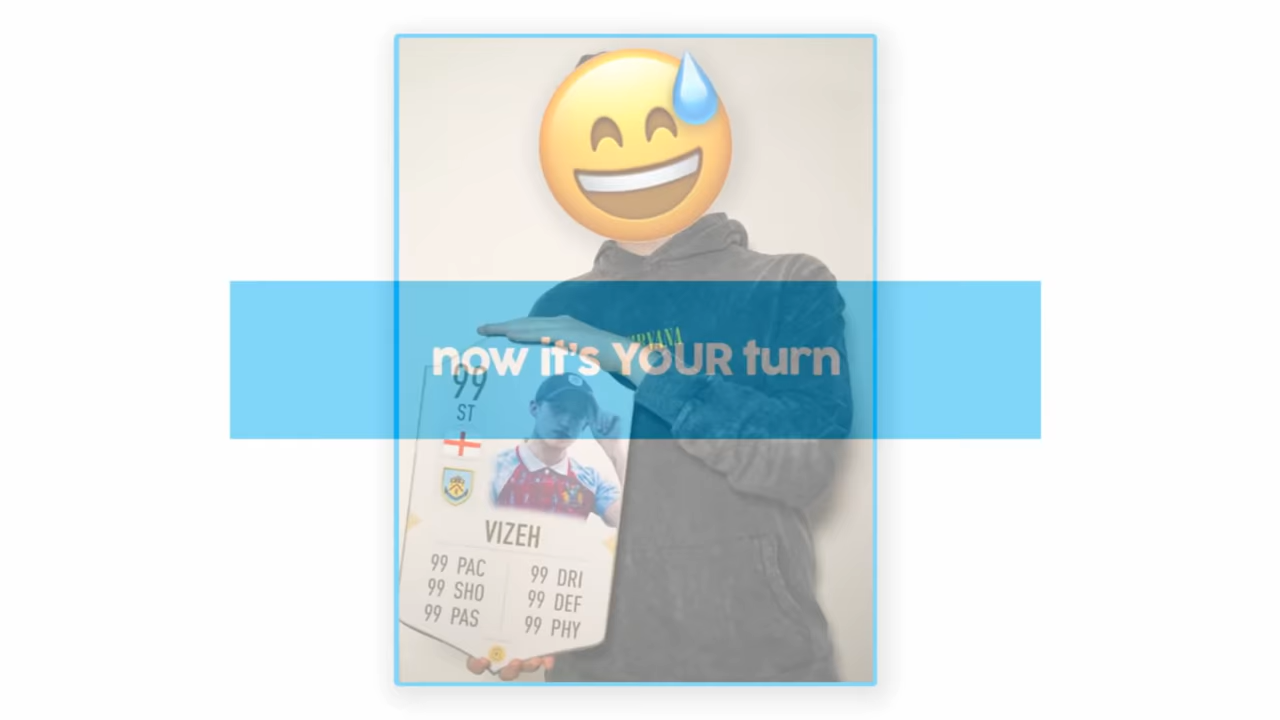 NIRVANA
now it's YOUR turn
99
ST
VIZEH
99 PAC
99 DRI
99 SHO
99 DEF
99 PAS
99 PHY